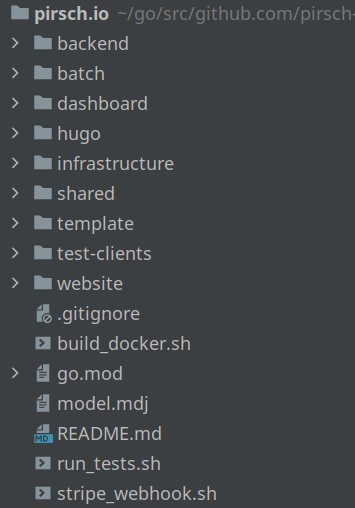 pirsch.io ~/go/src/github.com/pirsch-
backend
batch
dashboard
hugo
infrastructure
shared
template
test-clients
website
.gitignore
build_docker.sh
go.mod
model.mdj
MD README.md
run_tests.sh
stripe_webhook.sh